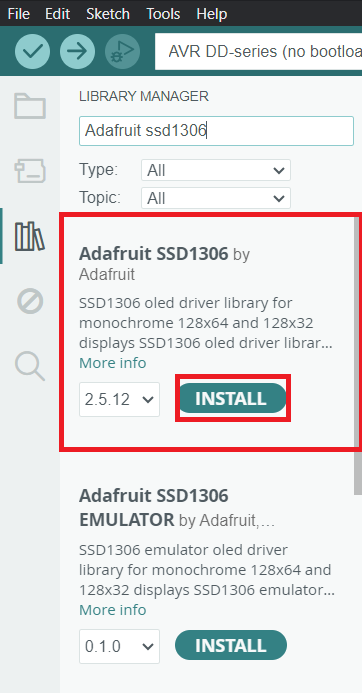 File Edit Sketch Tools Help
AVR DD-series (no bootloa
LIBRARY MANAGER
Adafruit ssd1306
Type: All
Topic: All
Adafruit SSD1306 by
Adafruit
SSD1306 oled driver library for
monochrome 128x64 and 128x32
displays SSD1306 oled driver librar...
More info
2.5.12 INSTALL
Adafruit SSD1306
EMULATOR by Adafruit,...
SSD1306 emulator oled driver
library for monochrome 128x64 and
128x32 displays SSD1306 emulator...
More info
0.1.0 INSTALL